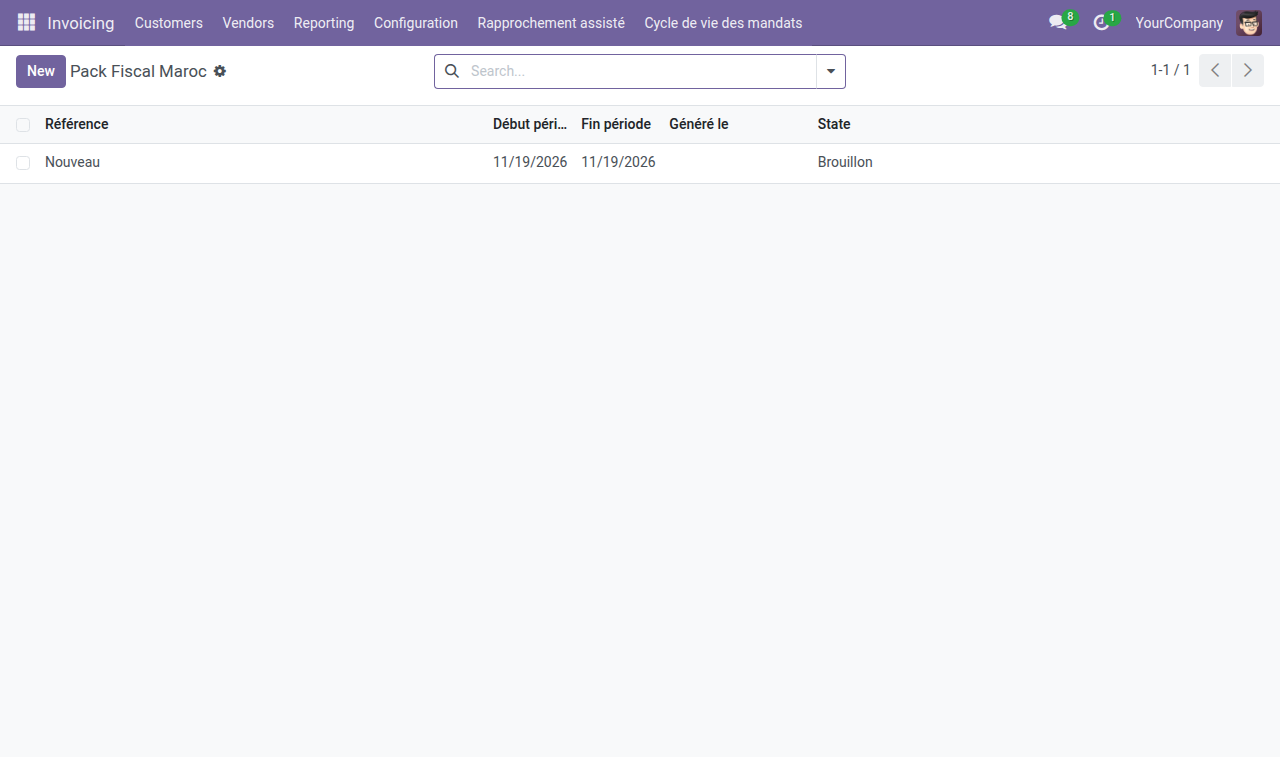 Invoicing Customers Vendors Reporting Configuration Rapprochement assisté Cycle de vie des mandats 8 1 YourCompany
New Pack Fiscal Maroc Search... 1-1 / 1
Référence Début péri... Fin période Généré le State
Nouveau 11/19/2026 11/19/2026 Brouillon